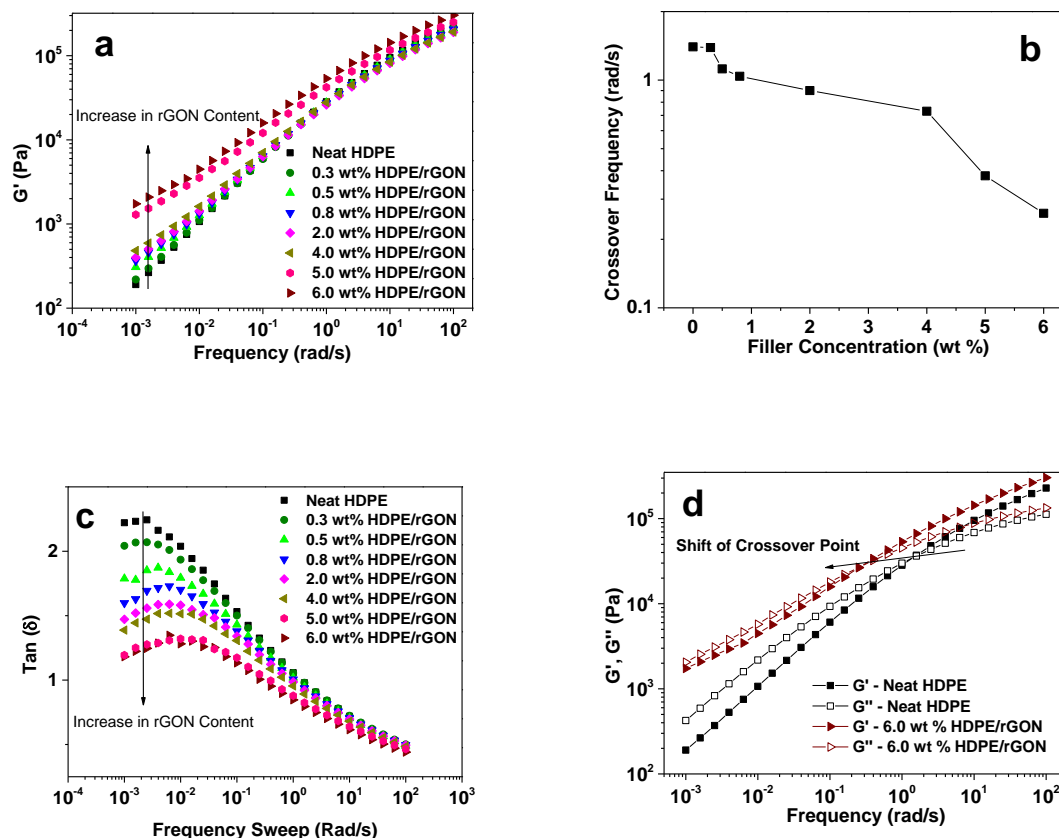 a
10^5
10^4
10^3
10^2
G' (Pa)
Increase in rGON Content
Neat HDPE
0.3 wt% HDPE/rGON
0.5 wt% HDPE/rGON
0.8 wt% HDPE/rGON
2.0 wt% HDPE/rGON
4.0 wt% HDPE/rGON
5.0 wt% HDPE/rGON
6.0 wt% HDPE/rGON
10^-4 10^-3 10^-2 10^-1 10^0 10^1 10^2
Frequency (rad/s)
b
1
0.1
Crossover Frequency (rad/s)
0 1 2 3 4 5 6
Filler Concentration (wt %)
c
2
1
Tan (δ)
Neat HDPE
0.3 wt% HDPE/rGON
0.5 wt% HDPE/rGON
0.8 wt% HDPE/rGON
2.0 wt% HDPE/rGON
4.0 wt% HDPE/rGON
5.0 wt% HDPE/rGON
6.0 wt% HDPE/rGON
Increase in rGON Content
10^-4 10^-3 10^-2 10^-1 10^0 10^1 10^2 10^3
Frequency Sweep (Rad/s)
d
10^5
10^4
10^3
10^2
G', G'' (Pa)
Shift of Crossover Point
G' - Neat HDPE
G'' - Neat HDPE
G' - 6.0 wt % HDPE/rGON
G'' - 6.0 wt % HDPE/rGON
10^-3 10^-2 10^-1 10^0 10^1 10^2
Frequency (rad/s)